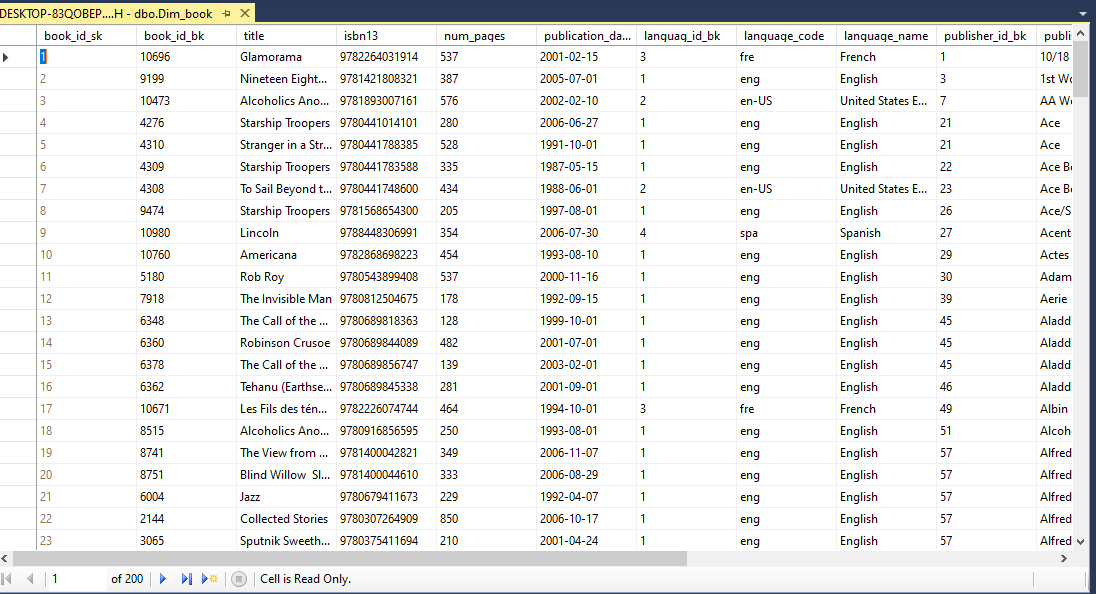 DESKTOP-83QOBEP....H - dbo.Dim_book
book_id_sk book_id_bk title isbn13 num_pages publication_da... languag_id_bk language_code language_name publisher_id_bk publi
1 10696 Glamorama 9782264031914 537 2001-02-15 3 fre French 1 10/18
2 9199 Nineteen Eight... 9781421808321 387 2005-07-01 1 eng English 3 1st Wo
3 10473 Alcoholics Ano... 9781893007161 576 2002-02-10 2 en-US United States E... 7 AA Wo
4 4276 Starship Troopers 9780441014101 280 2006-06-27 1 eng English 21 Ace
5 4310 Stranger in a Str... 9780441788385 528 1991-10-01 1 eng English 21 Ace
6 4309 Starship Troopers 9780441783588 335 1987-05-15 1 eng English 22 Ace Bo
7 4308 To Sail Beyond t... 9780441748600 434 1988-06-01 2 en-US United States E... 23 Ace Bo
8 9474 Starship Troopers 9781568654300 205 1997-08-01 1 eng English 26 Ace/S
9 10980 Lincoln 9788448306991 354 2006-07-30 4 spa Spanish 27 Acent
10 10760 Americana 9782868698223 454 1993-08-10 1 eng English 29 Actes
11 5180 Rob Roy 9780543899408 537 2000-11-16 1 eng English 30 Adam
12 7918 The Invisible Man 9780812504675 178 1992-09-15 1 eng English 39 Aerie
13 6348 The Call of the ... 9780689818363 128 1999-10-01 1 eng English 45 Aladd
14 6360 Robinson Crusoe 9780689844089 482 2001-07-01 1 eng English 45 Aladd
15 6378 The Call of the ... 9780689856747 139 2003-02-01 1 eng English 45 Aladd
16 6362 Tehanu (Earthse... 9780689845338 281 2001-09-01 1 eng English 46 Aladd
17 10671 Les Fils des tén... 9782226074744 464 1994-10-01 3 fre French 49 Albin
18 8515 Alcoholics Ano... 9780916856595 250 1993-08-01 1 eng English 51 Alcoh
19 8741 The View from ... 9781400042821 349 2006-11-07 1 eng English 57 Alfred
20 8751 Blind Willow Sl... 9781400044610 333 2006-08-29 1 eng English 57 Alfred
21 6004 Jazz 9780679411673 229 1992-04-07 1 eng English 57 Alfred
22 2144 Collected Stories 9780307264909 850 2006-10-17 1 eng English 57 Alfred
23 3065 Sputnik Sweeth... 9780375411694 210 2001-04-24 1 eng English 57 Alfred
1 of 200 Cell is Read Only.